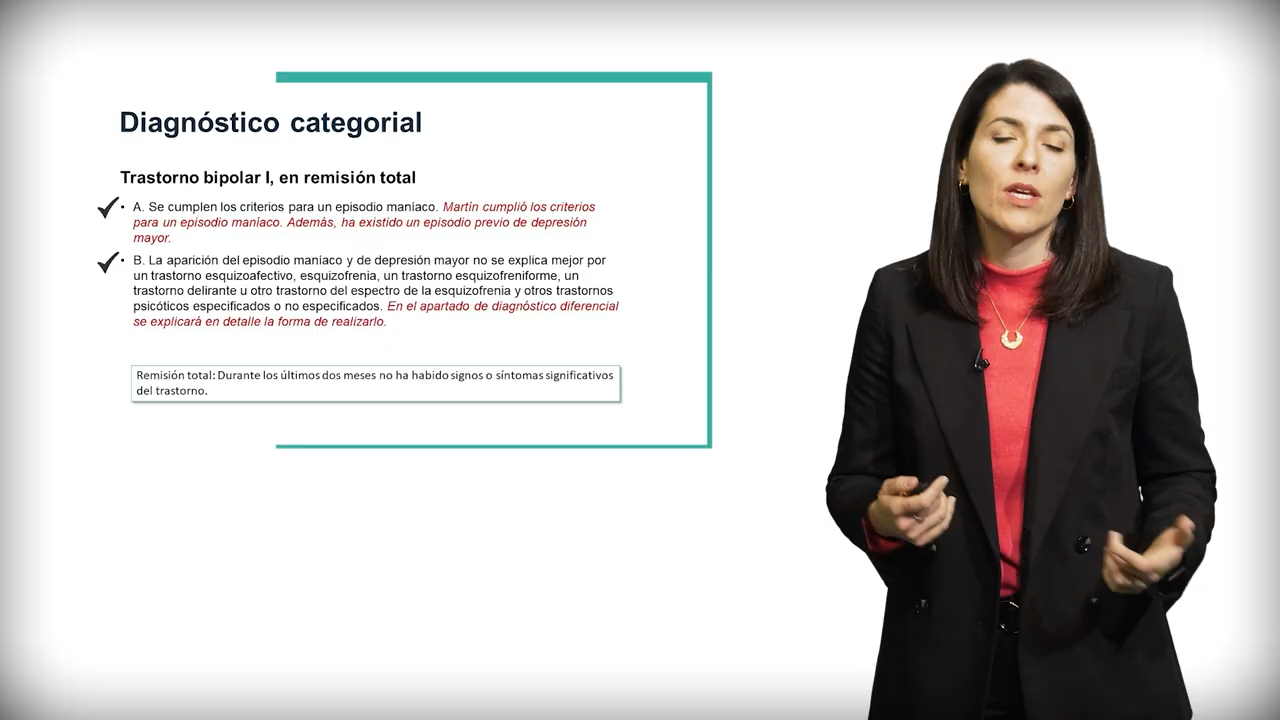 Diagnóstico categorial
Trastorno bipolar I, en remisión total
• A. Se cumplen los criterios para un episodio maníaco. Martín cumplió los criterios
para un episodio maníaco. Además, ha existido un episodio previo de depresión
mayor.
• B. La aparición del episodio maníaco y de depresión mayor no se explica mejor por
un trastorno esquizoafectivo, esquizofrenia, un trastorno esquizofreniforme, un
trastorno delirante u otro trastorno del espectro de la esquizofrenia y otros trastornos
psicóticos especificados o no especificados. En el apartado de diagnóstico diferencial
se explicará en detalle la forma de realizarlo.
Remisión total: Durante los últimos dos meses no ha habido signos o síntomas significativos
del trastorno.